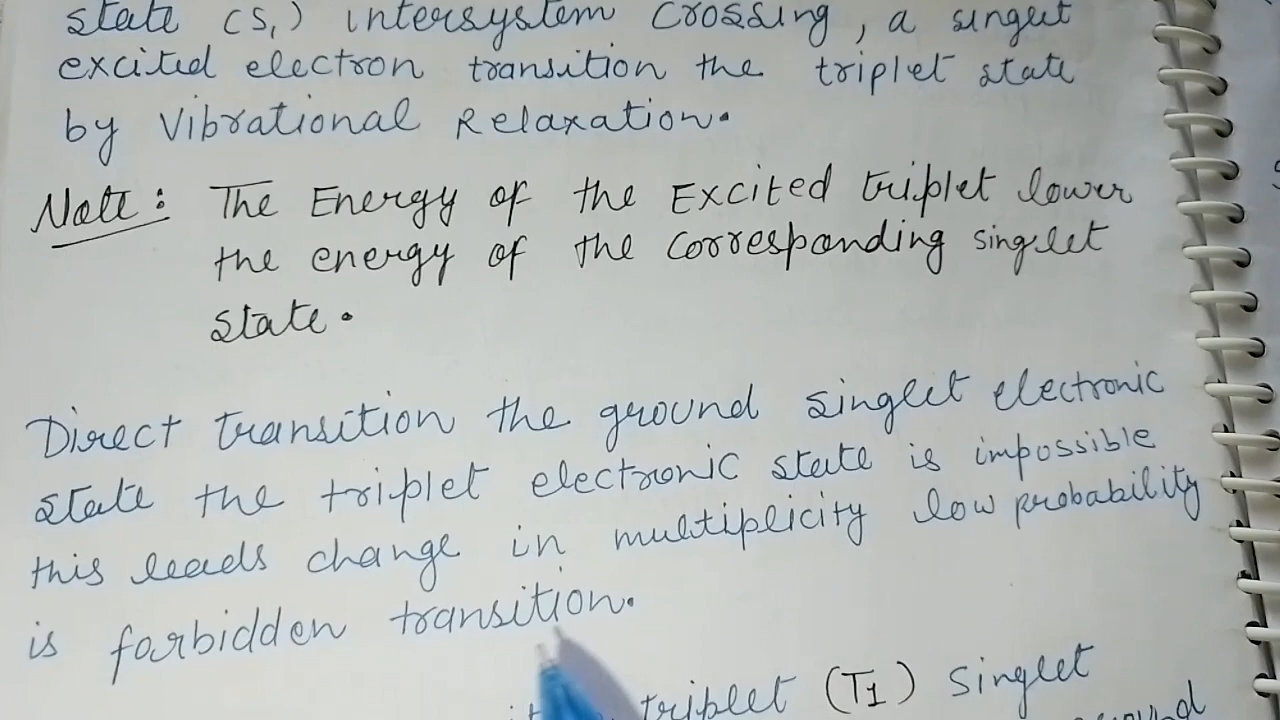 state (S₁) intersystem Crossing, a singlet
excited electron transition the triplet state
by Vibrational Relaxation.
Note: The Energy of the Excited triplet lower
the energy of the Corresponding singlet
state.
Direct transition the ground singlet electronic
state the triplet electronic state is impossible
this leads change in multiplicity low probability
is forbidden transition.
triplet (T1) Singlet